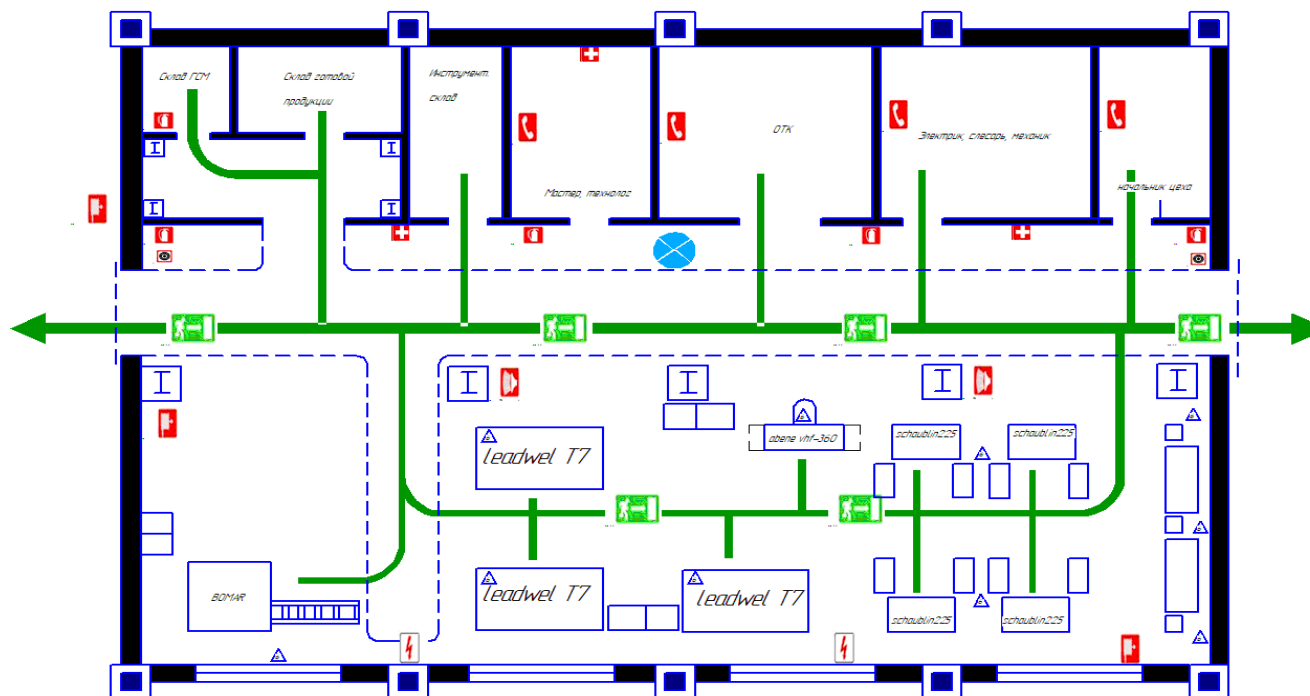 Склад ГСМ
Склад готовой
продукции
Инструмент.
склад
Мастер, технолог
ОТК
Электрик, слесарь, механик
начальник цеха
leadwel T7
abene vhf-360
schaublin225
schaublin225
BOMAR
leadwel T7
leadwel T7
schaublin225
schaublin225